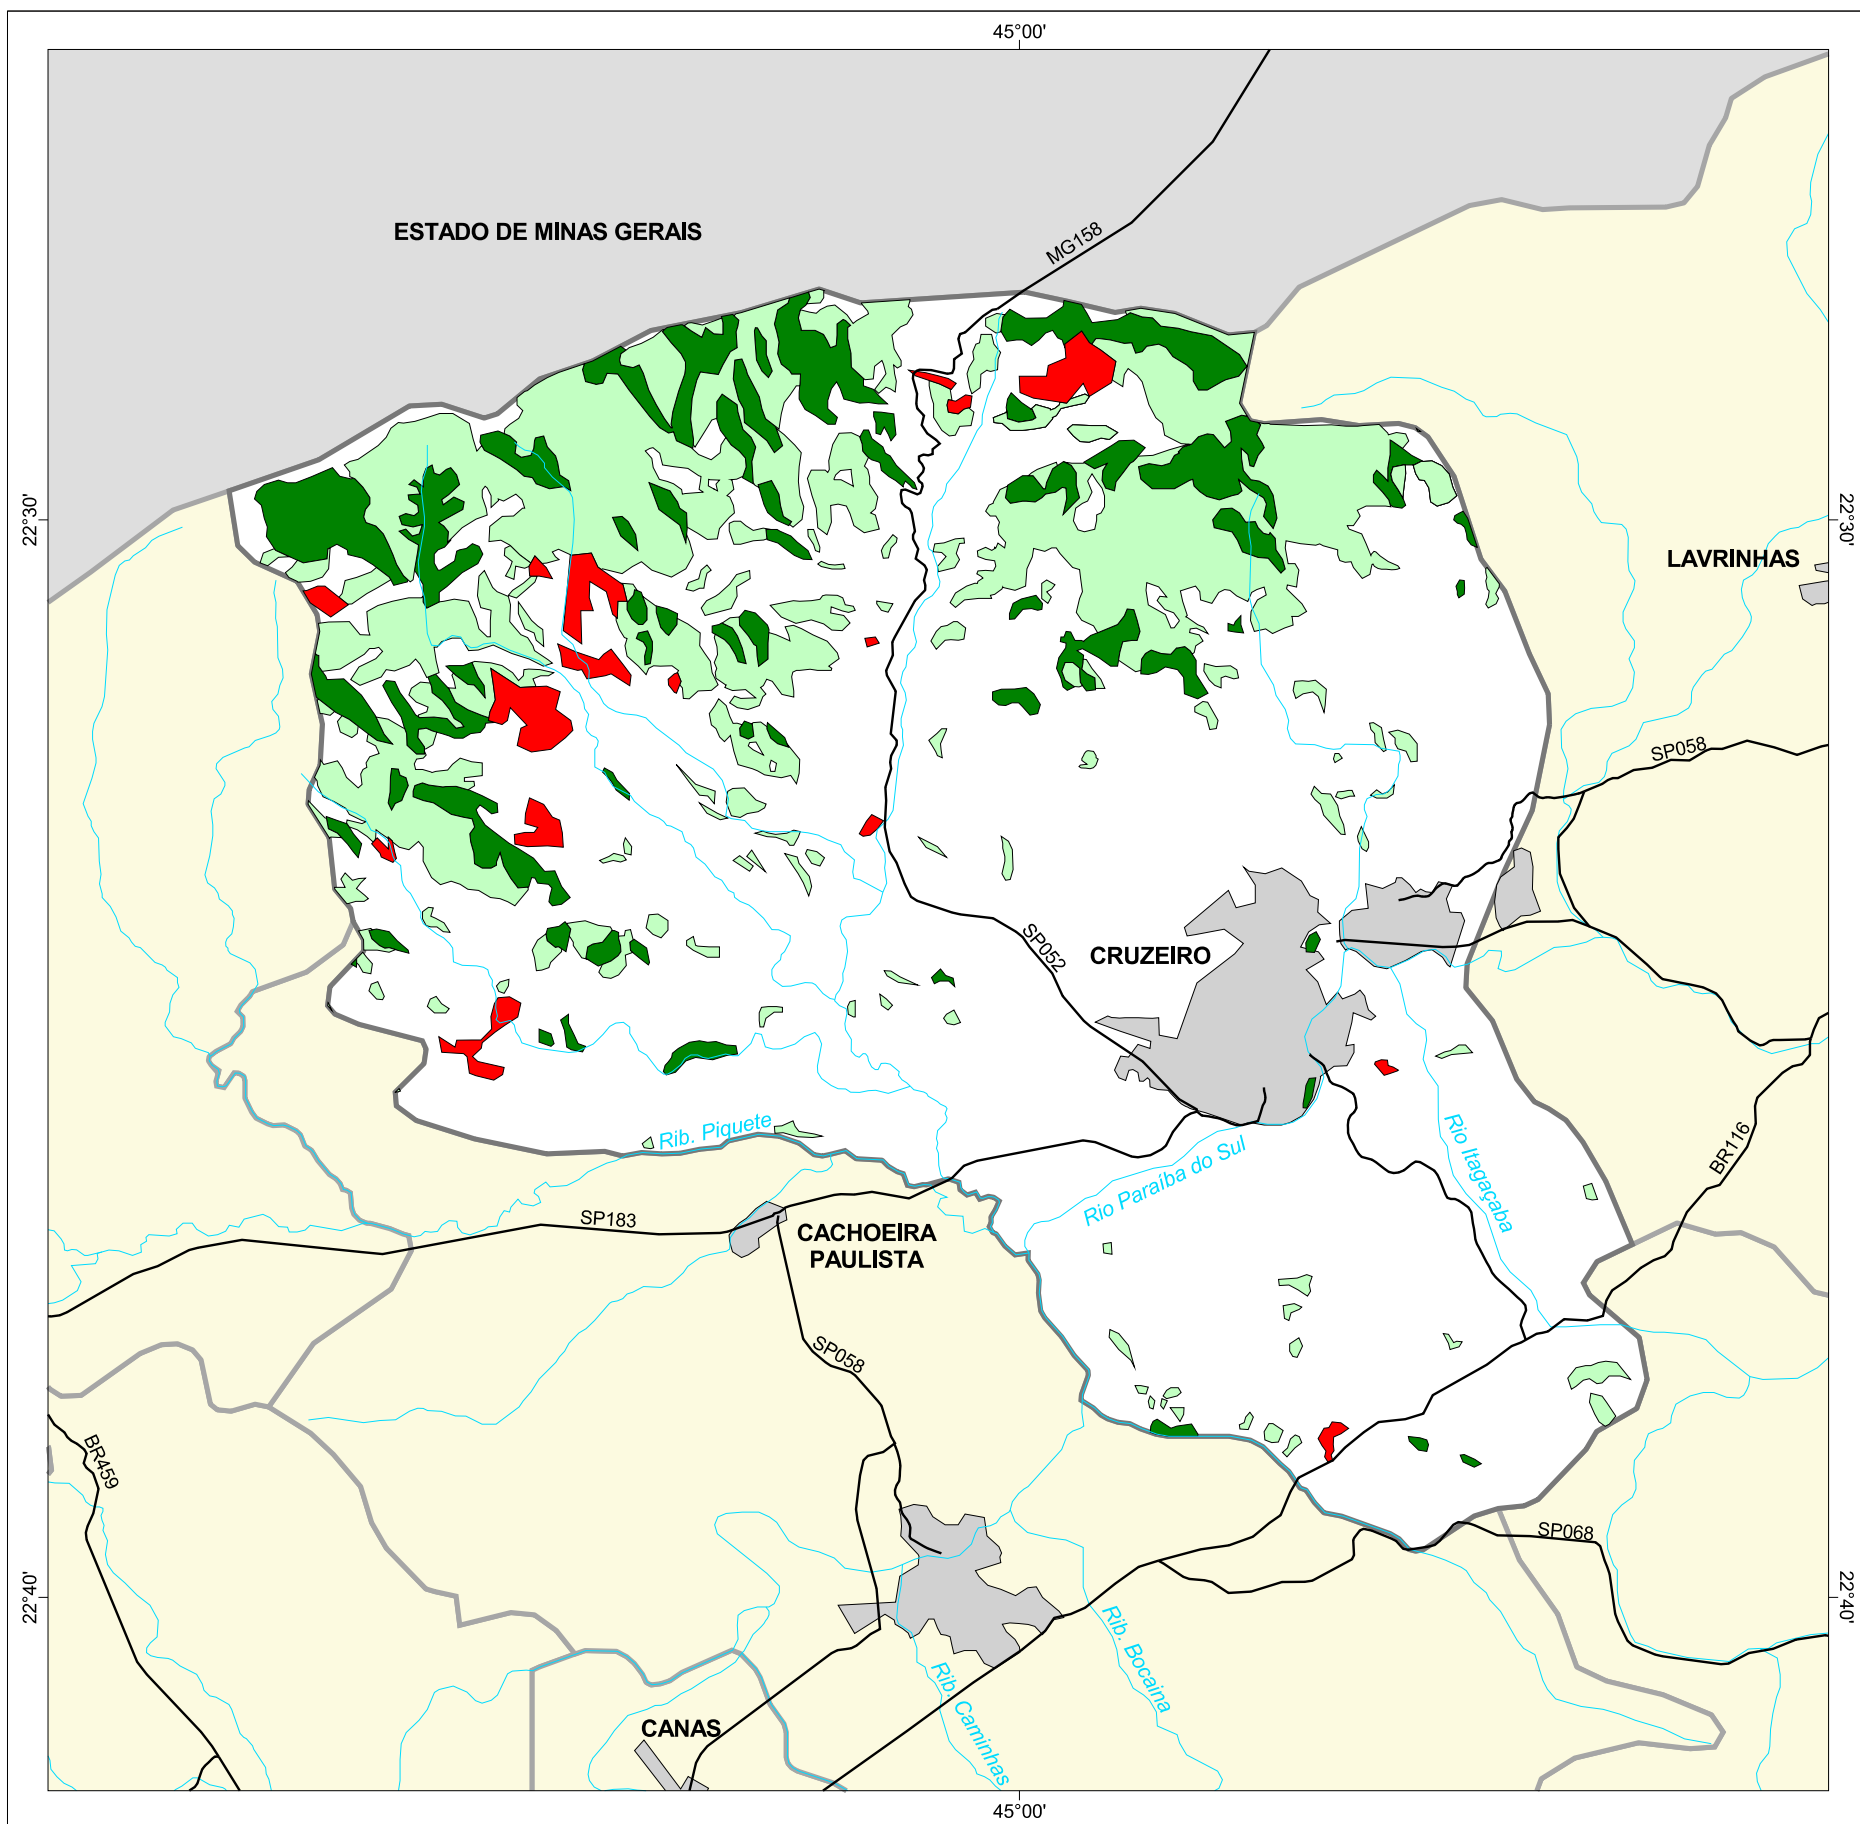 45°00'
ESTADO DE MINAS GERAIS
MG158
22°30'
22°30'
LAVRINHAS
SP058
SP052
CRUZEIRO
Rib. Piquete
Rio Paraíba do Sul
Rio Itagaçaba
BR116
SP183
CACHOEIRA
PAULISTA
SP058
BR459
SP068
22°40'
22°40'
Rib. Bocaina
Rib. Caminhas
CANAS
45°00'